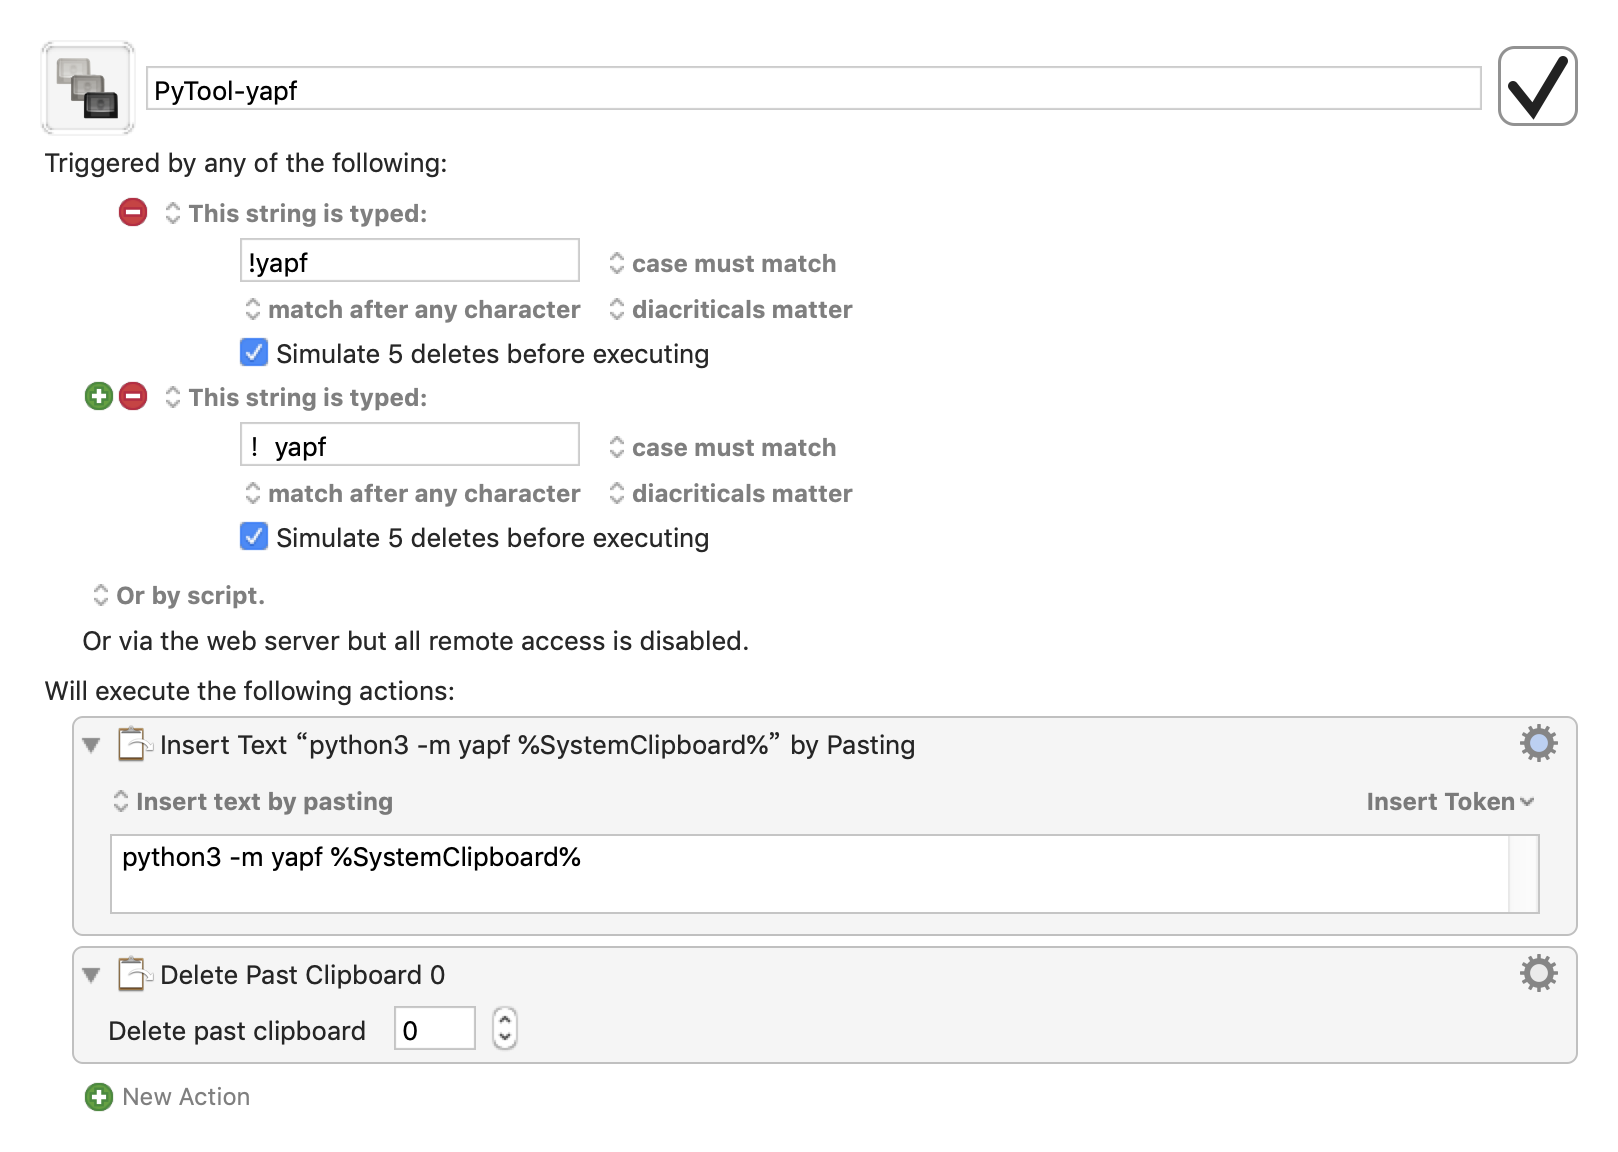 PyTool-yapf
Triggered by any of the following:
This string is typed:
!yapf
case must match
match after any character
diacriticals matter
Simulate 5 deletes before executing
This string is typed:
！yapf
case must match
match after any character
diacriticals matter
Simulate 5 deletes before executing
Or by script.
Or via the web server but all remote access is disabled.
Will execute the following actions:
Insert Text “python3 -m yapf %SystemClipboard%” by Pasting
Insert text by pasting
Insert Token
python3 -m yapf %SystemClipboard%
Delete Past Clipboard 0
Delete past clipboard 0
New Action